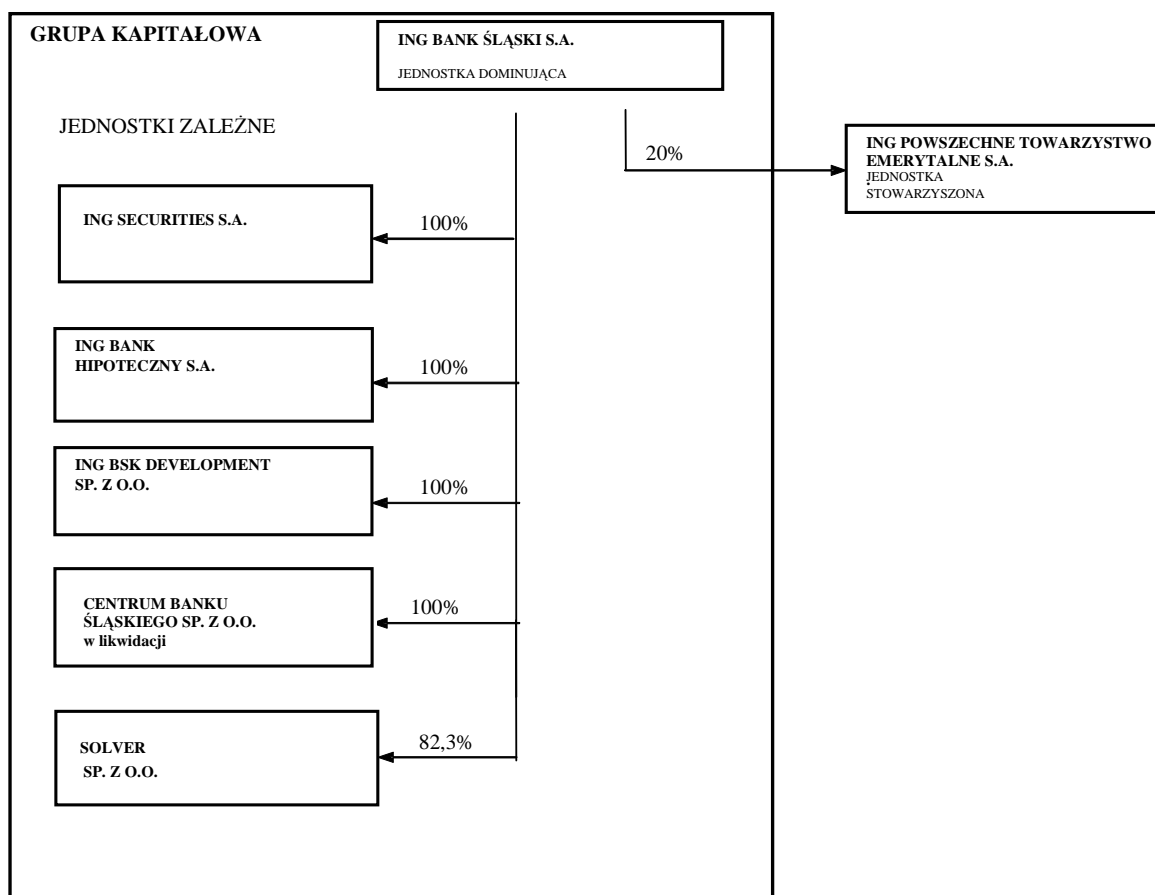 GRUPA KAPITAŁOWA
ING BANK ŚLĄSKI S.A.
JEDNOSTKA DOMINUJĄCA
JEDNOSTKI ZALEŻNE
20%
ING POWSZECHNE TOWARZYSTWO
EMERYTALNE S.A.
JEDNOSTKA
STOWARZYSZONA
ING SECURITIES S.A.
100%
ING BANK
HIPOTECZNY S.A.
100%
ING BSK DEVELOPMENT
SP. Z O.O.
100%
CENTRUM BANKU
ŚLĄSKIEGO SP. Z O.O.
w likwidacji
100%
SOLVER
SP. Z O.O.
82,3%